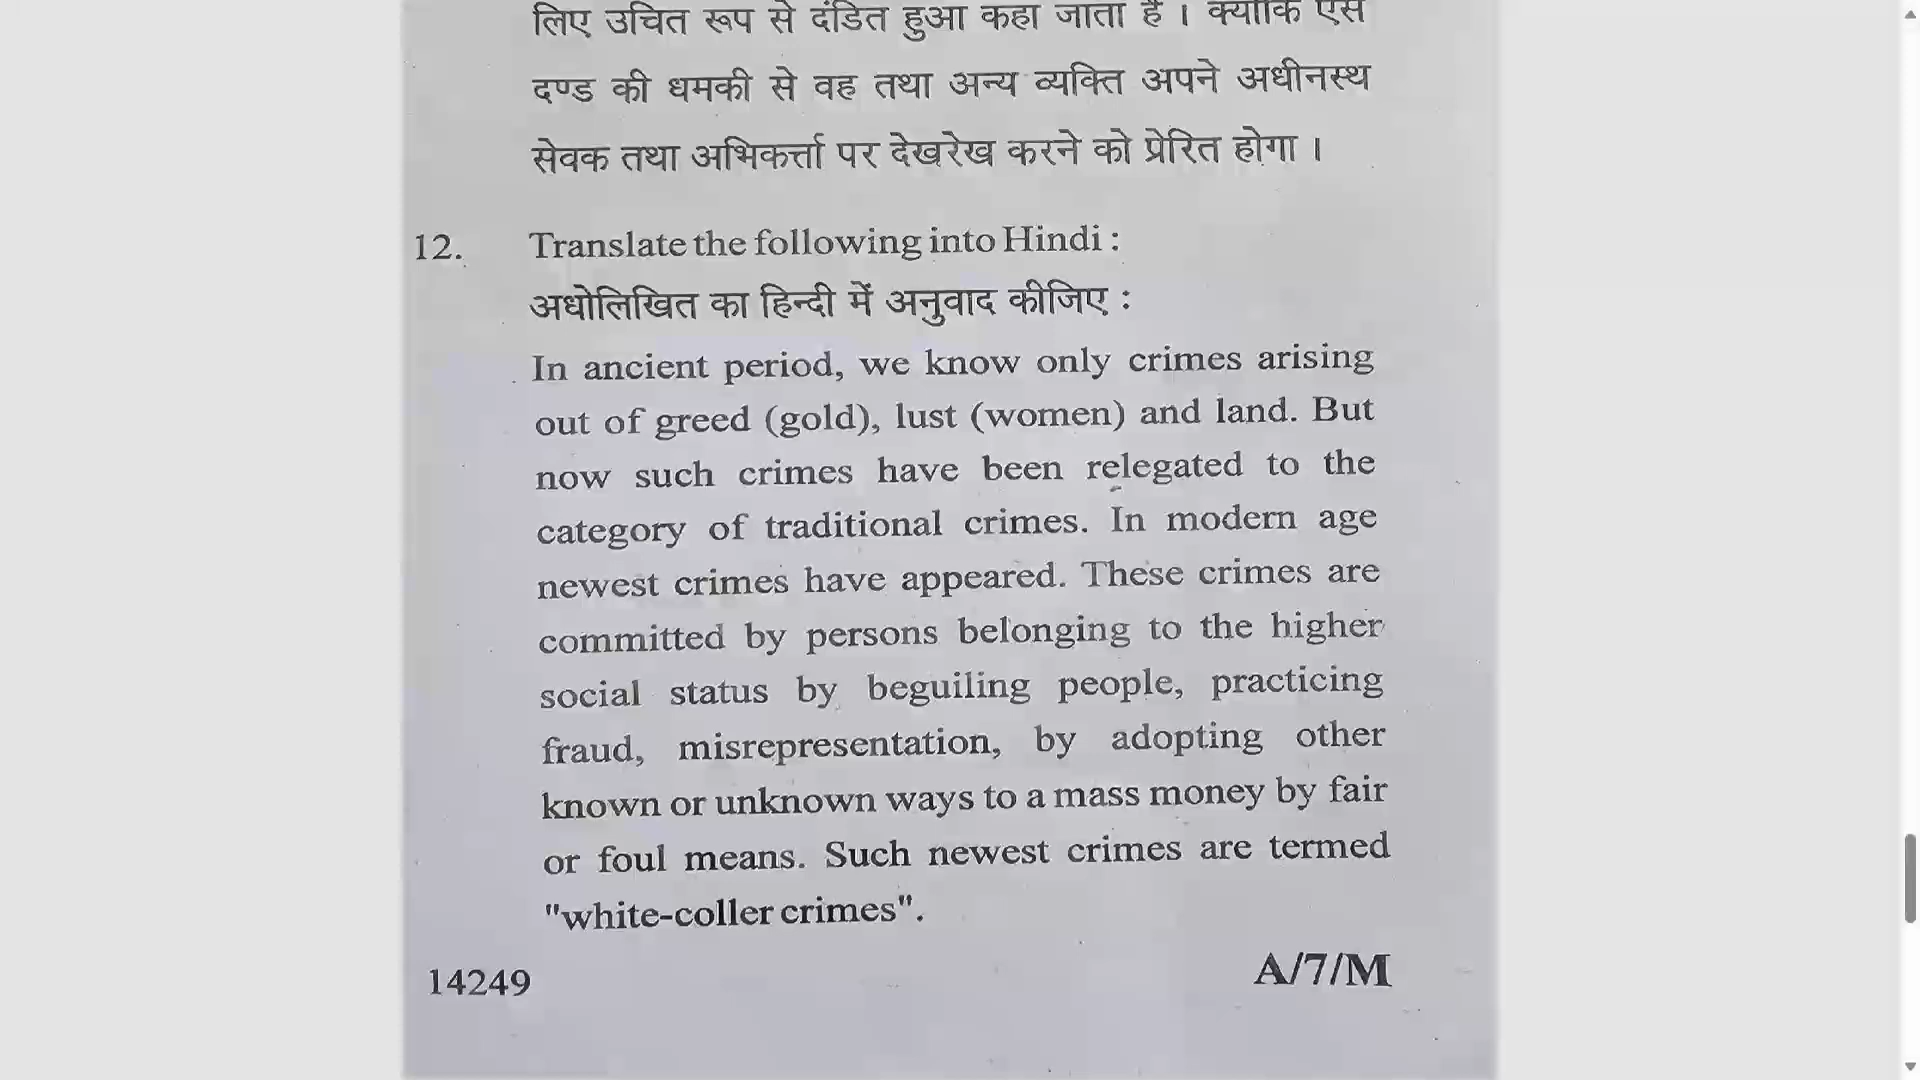 लिए उचित रूप से दंडित हुआ कहा जाता है । क्योंकि ऐसे
दण्ड की धमकी से वह तथा अन्य व्यक्ति अपने अधीनस्थ
सेवक तथा अभिकर्त्ता पर देखरेख करने को प्रेरित होगा ।
12. Translate the following into Hindi :
अधोलिखित का हिन्दी में अनुवाद कीजिए :
In ancient period, we know only crimes arising
out of greed (gold), lust (women) and land. But
now such crimes have been relegated to the
category of traditional crimes. In modern age
newest crimes have appeared. These crimes are
committed by persons belonging to the higher
social status by beguiling people, practicing
fraud, misrepresentation, by adopting other
known or unknown ways to a mass money by fair
or foul means. Such newest crimes are termed
"white-coller crimes".
14249 A/7/M